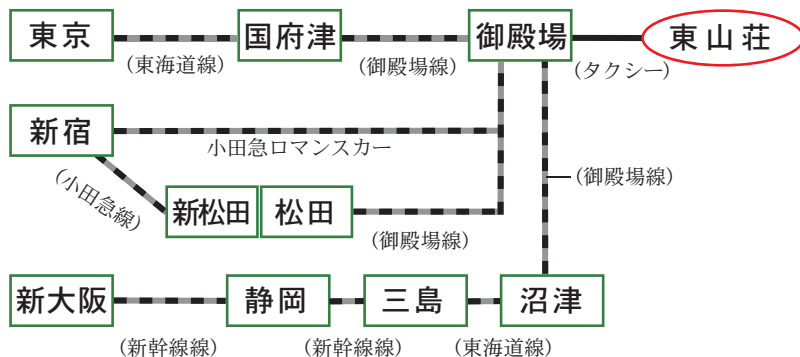 東京
国府津
御殿場
東山荘
(東海道線)
(御殿場線)
(タクシー)
新宿
小田急ロマンスカー
(小田急線)
(御殿場線)
新松田
松田
(御殿場線)
新大阪
静岡
三島
沼津
(新幹線線)
(新幹線線)
(東海道線)